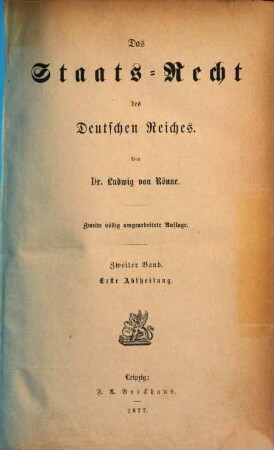 Das
Staats-Recht
des
Deutschen Reiches.
Von
Dr. Ludwig von Rönne.
Zweite völlig umgearbeitete Auflage.
Zweiter Band.
Erste Abtheilung.
Leipzig:
F. A. Brockhaus.
1877.